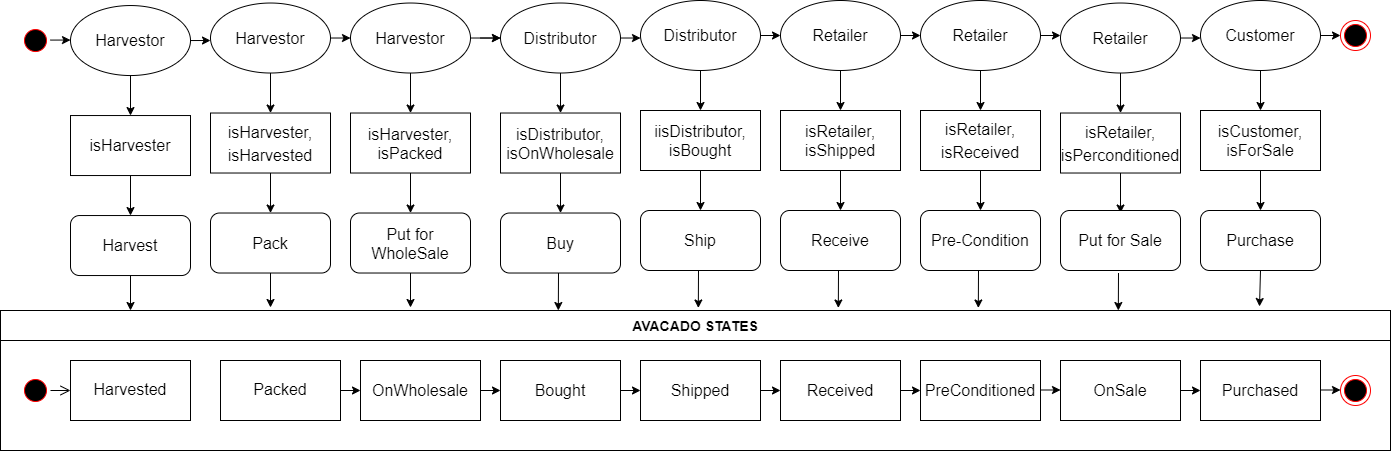 Harvestor
Harvestor
Harvestor
Distributor
Distributor
Retailer
Retailer
Retailer
Customer
isHarvester
isHarvester,
isHarvested
isHarvester,
isPacked
isDistributor,
isOnWholesale
iisDistributor,
isBought
isRetailer,
isShipped
isRetailer,
isReceived
isRetailer,
isPerconditioned
isCustomer,
isForSale
Harvest
Pack
Put for
WholeSale
Buy
Ship
Receive
Pre-Condition
Put for Sale
Purchase
AVACADO STATES
Harvested
Packed
OnWholesale
Bought
Shipped
Received
PreConditioned
OnSale
Purchased